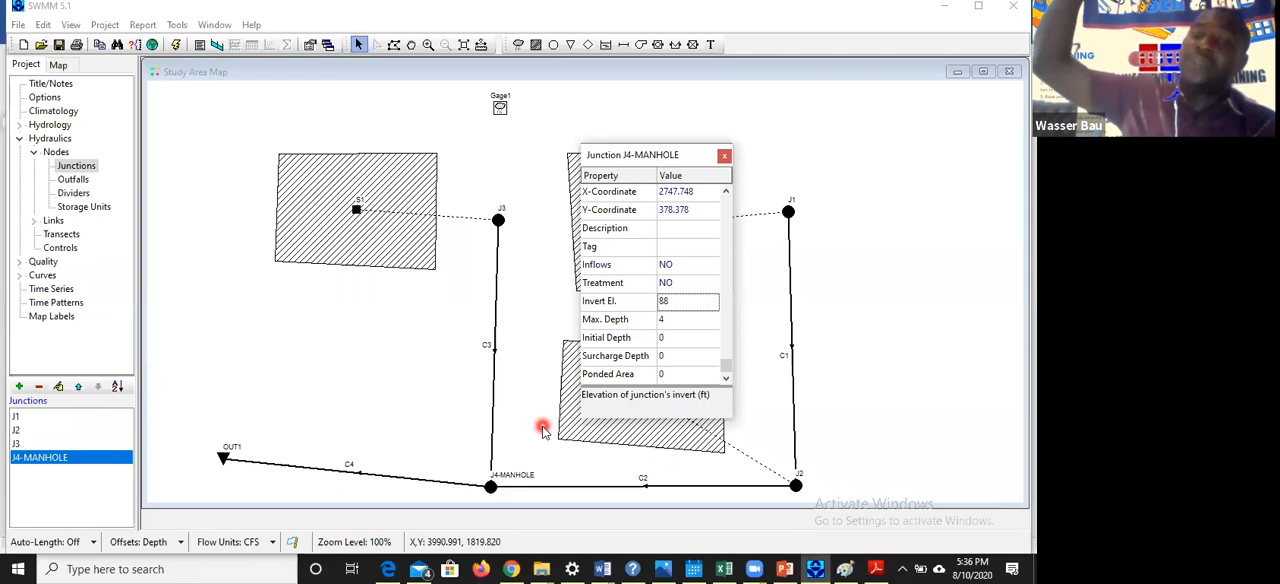 SWMM 5.1
File Edit View Project Report Tools Window Help
Project Map
Study Area Map
Title/Notes
Options
Climatology
Hydrology
Hydraulics
Nodes
Junctions
Outfalls
Dividers
Storage Units
Links
Transects
Controls
Quality
Curves
Time Series
Time Patterns
Map Labels
Junctions
J1
J2
J3
J4-MANHOLE
Gage1
S1
J3
J1
C3
C1
OUT1
C4
J4-MANHOLE
C2
J2
Junction J4-MANHOLE
Property Value
X-Coordinate 2747.748
Y-Coordinate 378.378
Description
Tag
Inflows NO
Treatment NO
Invert El. 88
Max. Depth 4
Initial Depth 0
Surcharge Depth 0
Ponded Area 0
Elevation of junction's invert (ft)
Wasser Bau
Activate Windows
Go to Settings to activate Windows.
Auto-Length: Off Offsets: Depth Flow Units: CFS Zoom Level: 100% X,Y: 3990.991, 1819.820
Type here to search
4
5:36 PM
8/10/2020